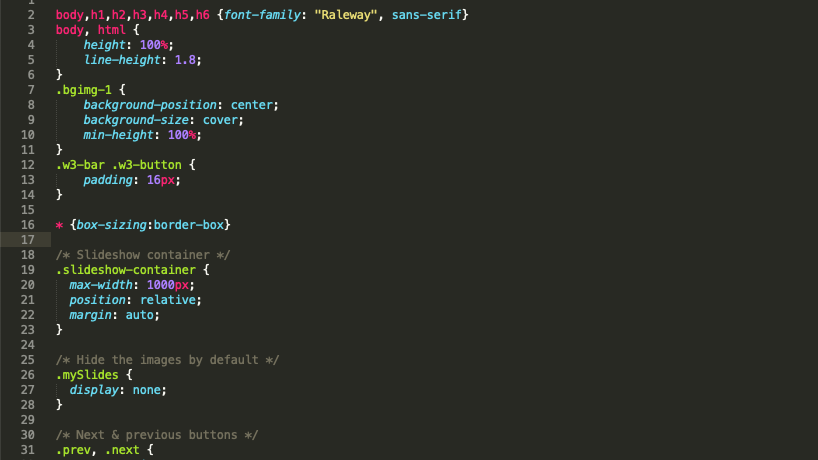 1
2 body,h1,h2,h3,h4,h5,h6 {font-family: "Raleway", sans-serif}
3 body, html {
4     height: 100%;
5     line-height: 1.8;
6 }
7 .bgimg-1 {
8     background-position: center;
9     background-size: cover;
10     min-height: 100%;
11 }
12 .w3-bar .w3-button {
13     padding: 16px;
14 }
15
16 * {box-sizing:border-box}
17
18 /* Slideshow container */
19 .slideshow-container {
20   max-width: 1000px;
21   position: relative;
22   margin: auto;
23 }
24
25 /* Hide the images by default */
26 .mySlides {
27   display: none;
28 }
29
30 /* Next & previous buttons */
31 .prev, .next {